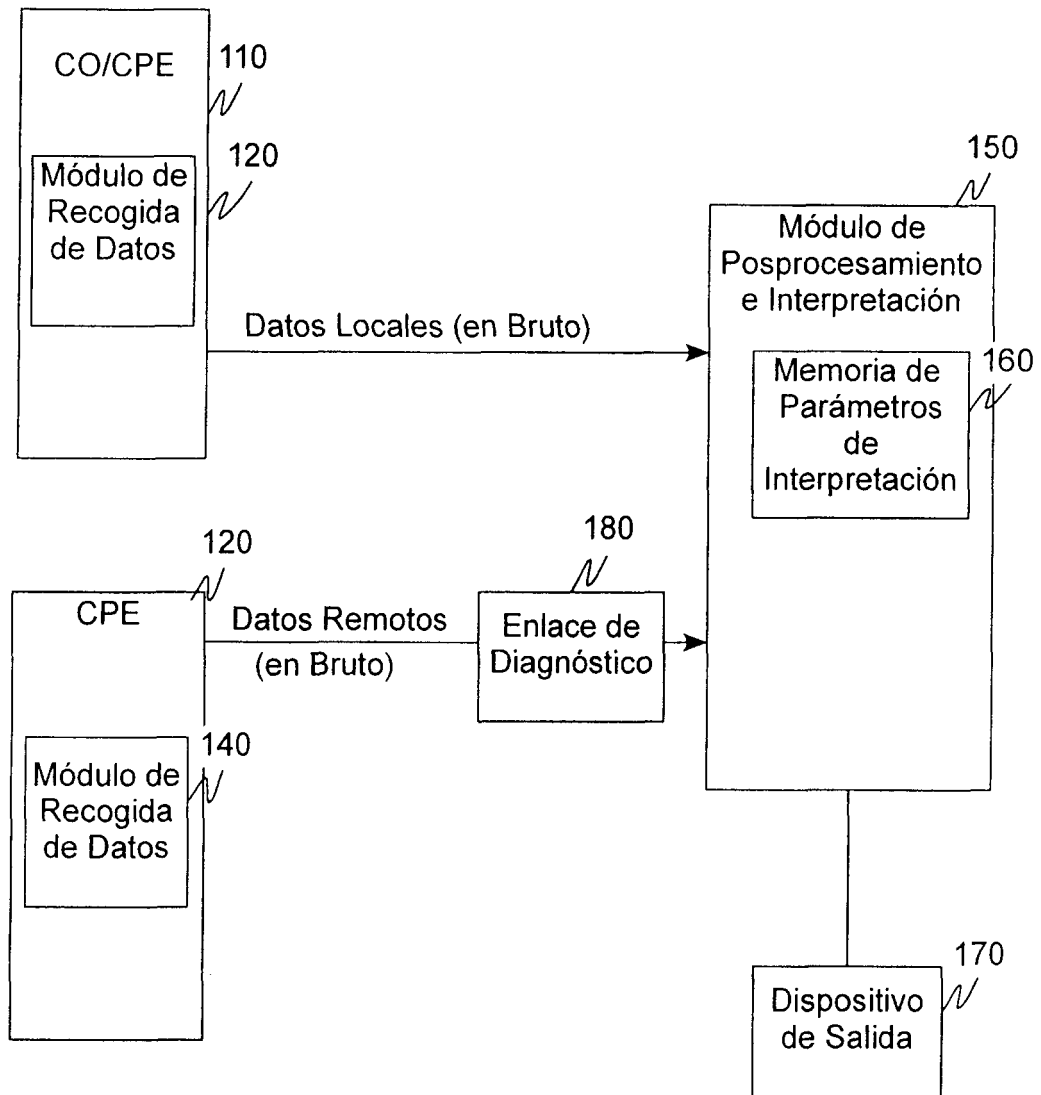 CO/CPE
110
120
Módulo de
Recogida
de Datos
Datos Locales (en Bruto)
150
Módulo de
Posprocesamiento
e Interpretación
160
Memoria de
Parámetros
de
Interpretación
120
CPE
Datos Remotos
(en Bruto)
180
Enlace de
Diagnóstico
140
Módulo de
Recogida
de Datos
170
Dispositivo
de Salida